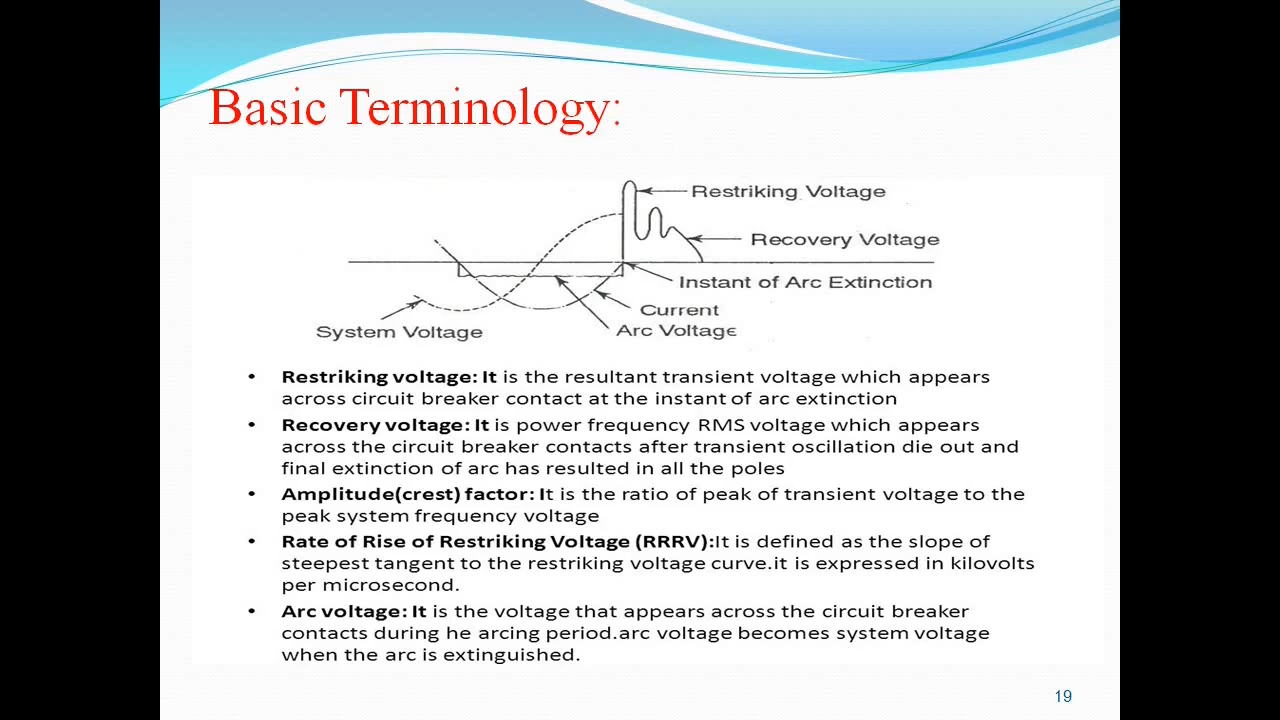 Basic Terminology:
Restriking Voltage
Recovery Voltage
Instant of Arc Extinction
Current
System Voltage
Arc Voltage
• Restriking voltage: It is the resultant transient voltage which appears
across circuit breaker contact at the instant of arc extinction
• Recovery voltage: It is power frequency RMS voltage which appears
across the circuit breaker contacts after transient oscillation die out and
final extinction of arc has resulted in all the poles
• Amplitude(crest) factor: It is the ratio of peak of transient voltage to the
peak system frequency voltage
• Rate of Rise of Restriking Voltage (RRRV):It is defined as the slope of
steepest tangent to the restriking voltage curve.it is expressed in kilovolts
per microsecond.
• Arc voltage: It is the voltage that appears across the circuit breaker
contacts during he arcing period.arc voltage becomes system voltage
when the arc is extinguished.
19